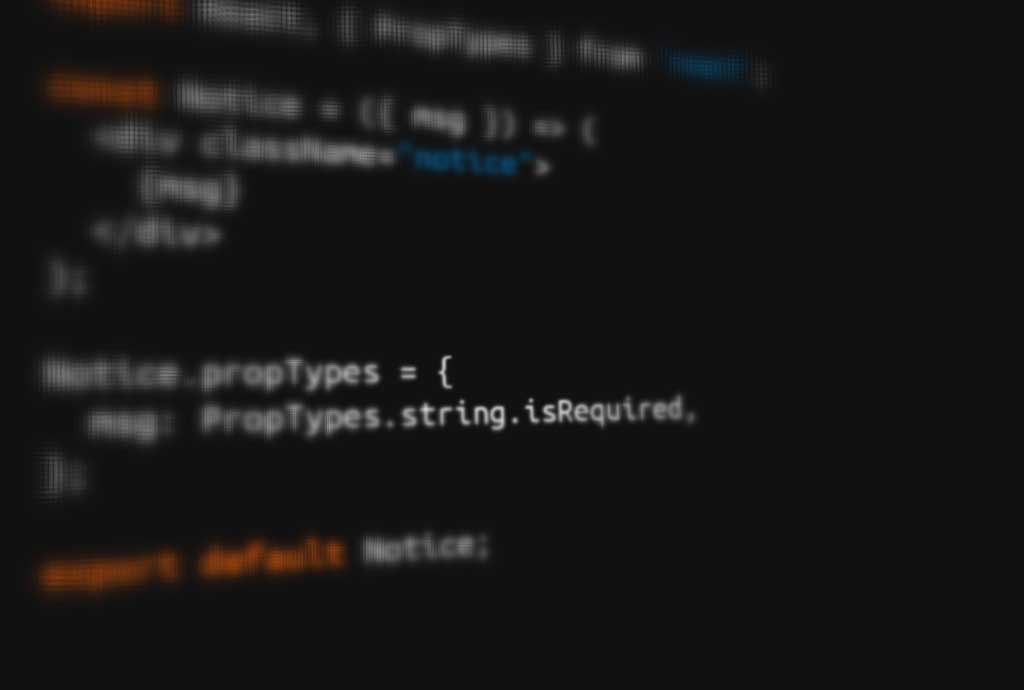 import React, { PropTypes } from 'react';
const Notice = ({ msg }) => (
<div className="notice">
{msg}
</div>
);
Notice.propTypes = {
msg: PropTypes.string.isRequired,
};
export default Notice;